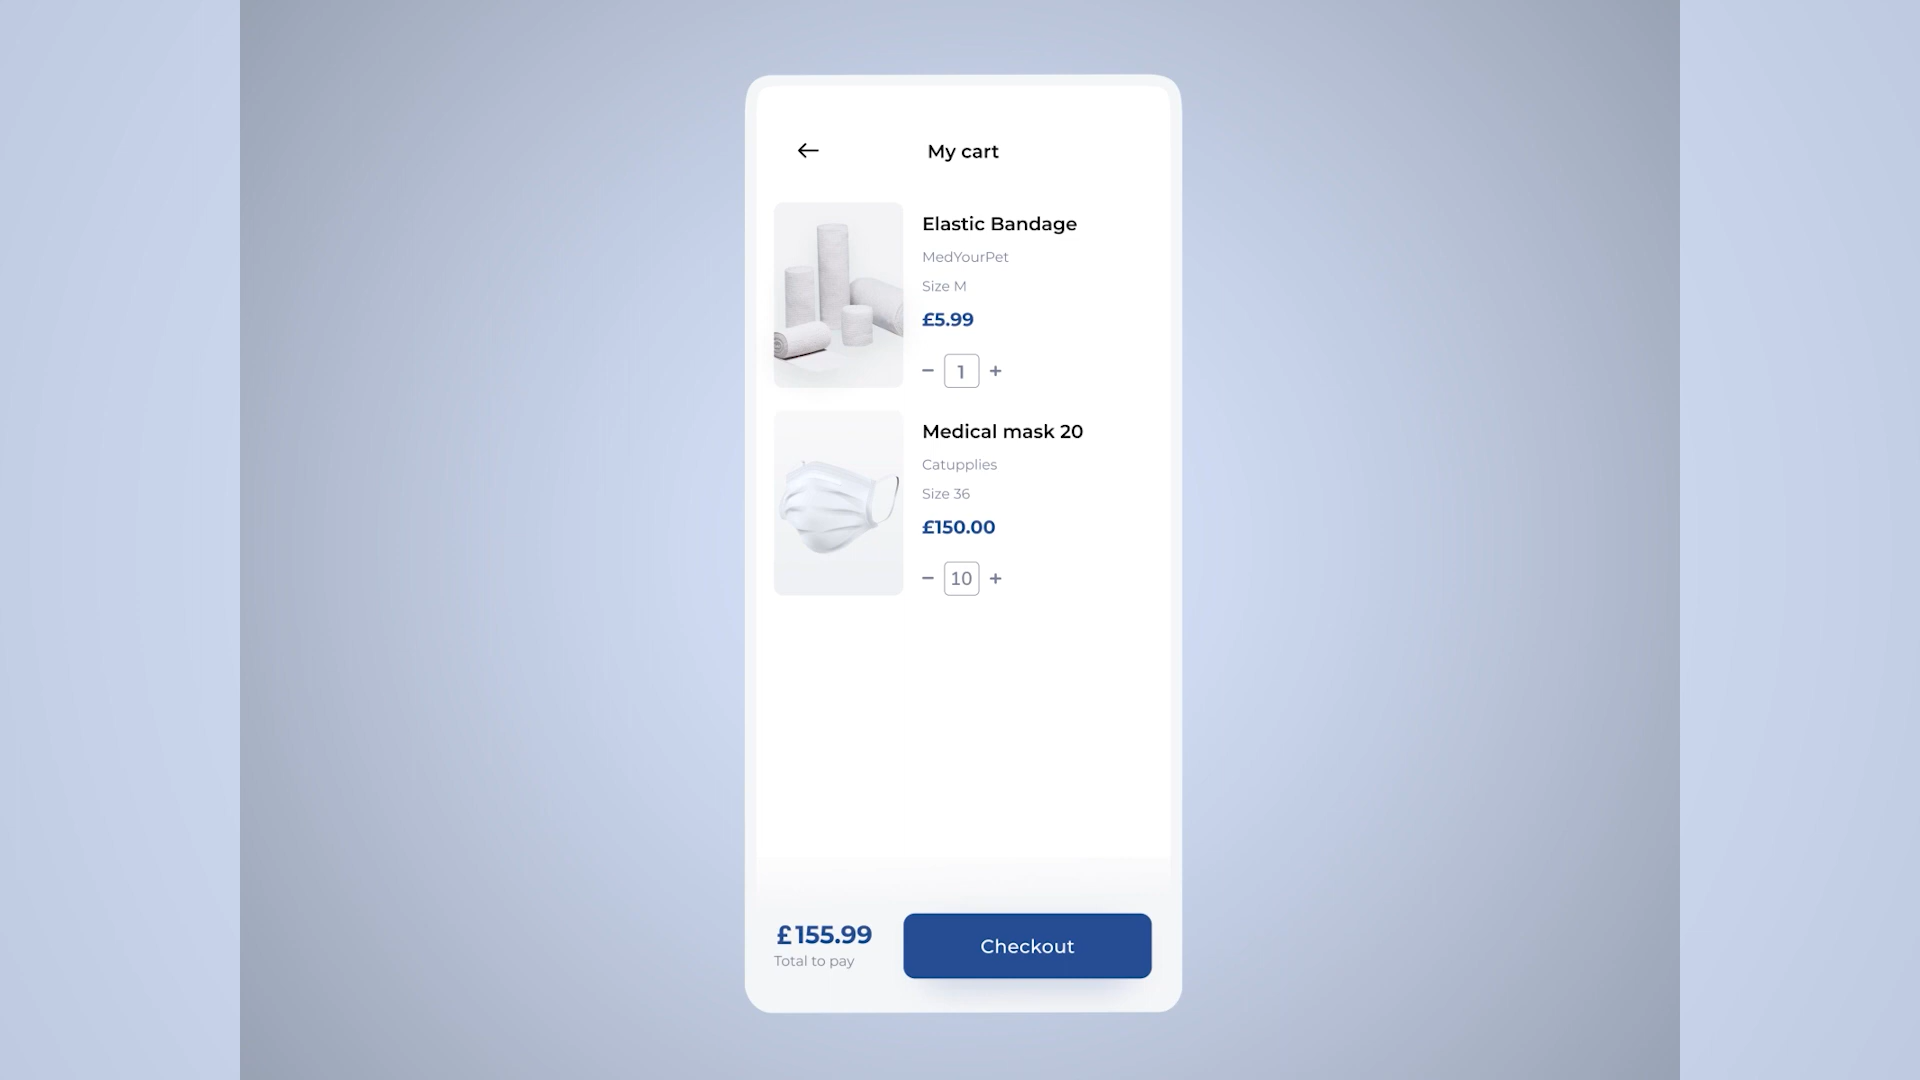 My cart
Elastic Bandage
MedYourPet
Size M
£5.99
− 1 +
Medical mask 20
Catupplies
Size 36
£150.00
− 10 +
£155.99
Total to pay
Checkout